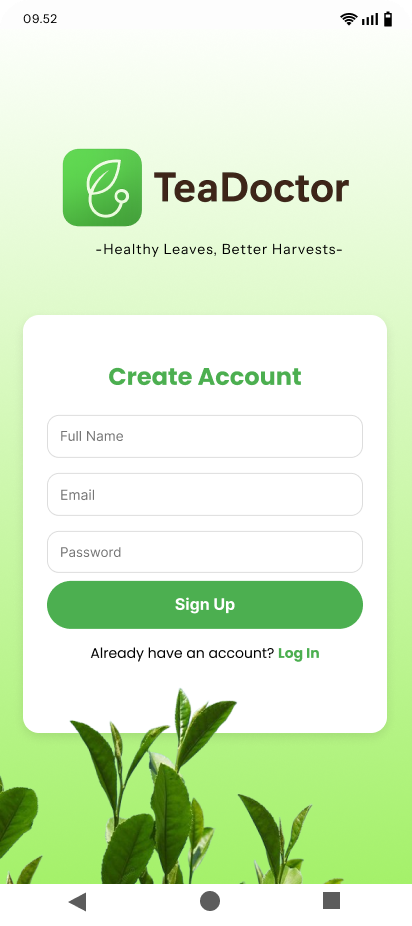 09.52
TeaDoctor
-Healthy Leaves, Better Harvests-
Create Account
Full Name
Email
Password
Sign Up
Already have an account? Log In